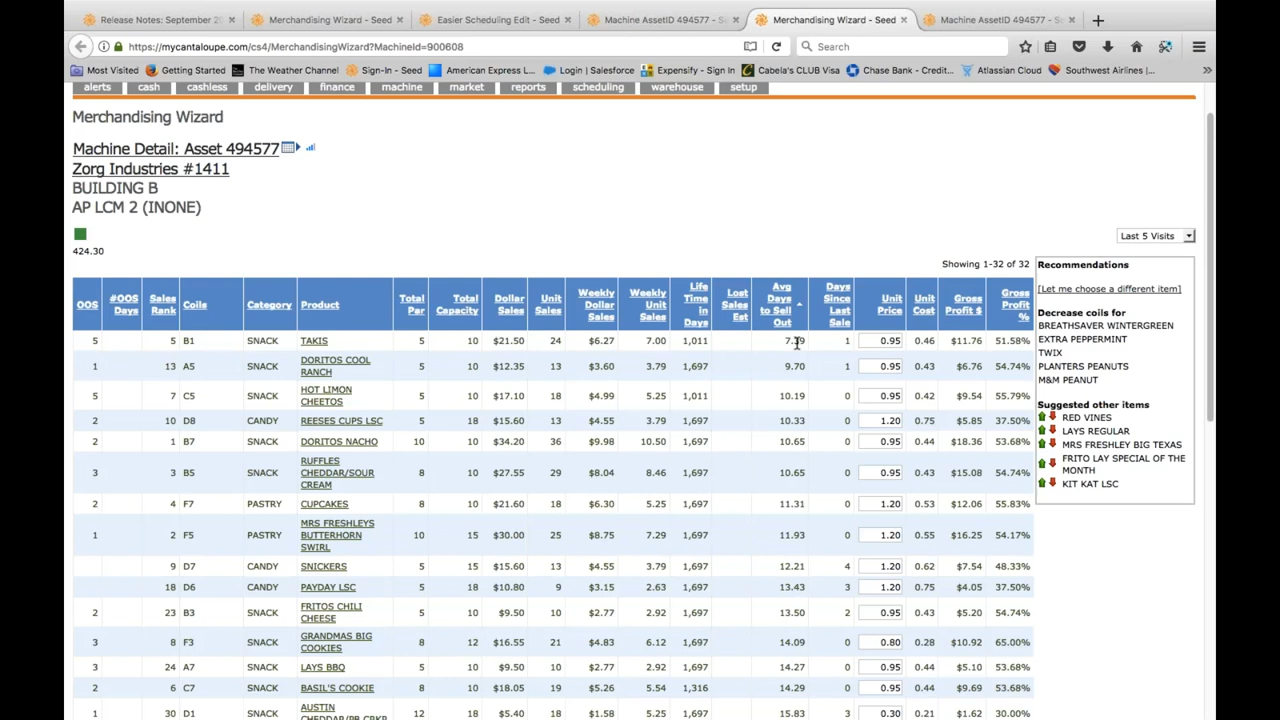 Release Notes: September 2
Merchandising Wizard - Seed
Easier Scheduling Edit - Seed
Machine AssetID 494577 - S
Merchandising Wizard - Seed
Machine AssetID 494577 - S
https://mycantaloupe.com/cs4/MerchandisingWizard?MachineId=900608
Search
Most Visited Getting Started The Weather Channel Sign-In - Seed American Express L... Login | Salesforce Expensify - Sign In Cabela's CLUB Visa Chase Bank - Credit... Atlassian Cloud Southwest Airlines |...
alerts cash cashless delivery finance machine market reports scheduling warehouse setup
Merchandising Wizard
Machine Detail: Asset 494577
Zorg Industries #1411
BUILDING B
AP LCM 2 (INONE)
424.30
Last 5 Visits
Showing 1-32 of 32
OOS #OOS Days Sales Rank Coils Category Product Total Par Total Capacity Dollar Sales Unit Sales Weekly Dollar Sales Weekly Unit Sales Life Time in Days Lost Sales Est Avg Days to Sell Out Days Since Last Sale Unit Price Unit Cost Gross Profit $ Gross Profit %
5 5 B1 SNACK TAKIS 5 10 $21.50 24 $6.27 7.00 1,011 1 0.95 0.46 $11.76 51.58%
1 13 A5 SNACK DORITOS COOL RANCH 5 10 $12.35 13 $3.60 3.79 1,697 9.70 1 0.95 0.43 $6.76 54.74%
5 7 C5 SNACK HOT LIMON CHEETOS 5 10 $17.10 18 $4.99 5.25 1,011 10.19 0 0.95 0.42 $9.54 55.79%
2 10 D8 CANDY REESES CUPS LSC 5 18 $15.60 13 $4.55 3.79 1,697 10.33 0 1.20 0.75 $5.85 37.50%
2 1 B7 SNACK DORITOS NACHO 10 10 $34.20 36 $9.98 10.50 1,697 10.65 0 0.95 0.44 $18.36 53.68%
3 3 B5 SNACK RUFFLES CHEDDAR/SOUR CREAM 8 10 $27.55 29 $8.04 8.46 1,697 10.65 0 0.95 0.43 $15.08 54.74%
2 4 F7 PASTRY CUPCAKES 8 10 $21.60 18 $6.30 5.25 1,697 11.31 0 1.20 0.53 $12.06 55.83%
1 2 F5 PASTRY MRS FRESHLEYS BUTTERHORN SWIRL 10 15 $30.00 25 $8.75 7.29 1,697 11.93 0 1.20 0.55 $16.25 54.17%
9 D7 CANDY SNICKERS 5 15 $15.60 13 $4.55 3.79 1,697 12.21 4 1.20 0.62 $7.54 48.33%
18 D6 CANDY PAYDAY LSC 5 18 $10.80 9 $3.15 2.63 1,697 13.43 3 1.20 0.75 $4.05 37.50%
2 23 B3 SNACK FRITOS CHILI CHEESE 5 10 $9.50 10 $2.77 2.92 1,697 13.50 2 0.95 0.43 $5.20 54.74%
3 8 F3 SNACK GRANDMAS BIG COOKIES 8 12 $16.55 21 $4.83 6.12 1,697 14.09 0 0.80 0.28 $10.92 65.00%
3 24 A7 SNACK LAYS BBQ 5 10 $9.50 10 $2.77 2.92 1,697 14.27 0 0.95 0.44 $5.10 53.68%
2 6 C7 SNACK BASIL'S COOKIE 8 10 $18.05 19 $5.26 5.54 1,316 14.29 0 0.95 0.44 $9.69 53.68%
1 30 D1 SNACK AUSTIN CHEDDAR/PB CRKR 12 18 $5.40 18 $1.58 5.25 1,697 15.83 3 0.30 0.21 $1.62 30.00%
Recommendations
[Let me choose a different item]
Decrease coils for
BREATHSAVER WINTERGREEN
EXTRA PEPPERMINT
TWIX
PLANTERS PEANUTS
M&M PEANUT
Suggested other items
RED VINES
LAYS REGULAR
MRS FRESHLEY BIG TEXAS
FRITO LAY SPECIAL OF THE
MONTH
KIT KAT LSC